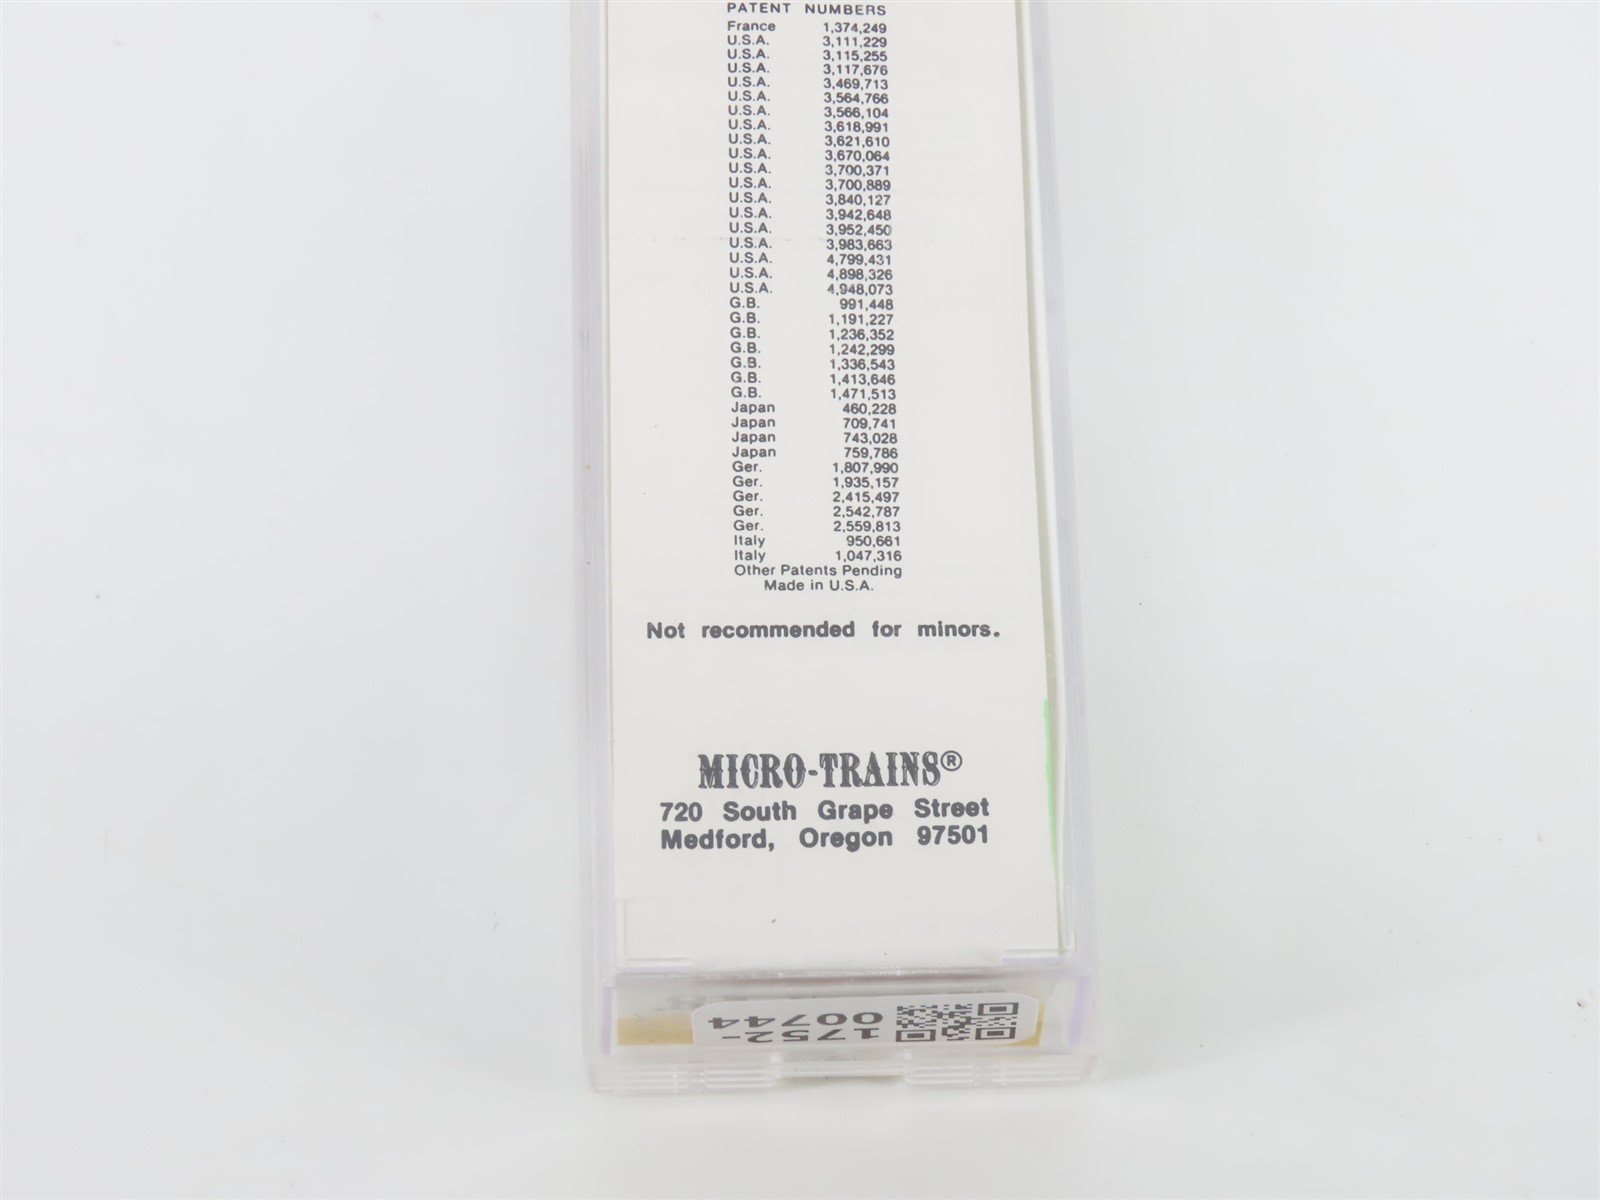 PATENT NUMBERS
France 1,374,249
U.S.A. 3,111,229
U.S.A. 3,115,255
U.S.A. 3,117,676
U.S.A. 3,469,713
U.S.A. 3,564,766
U.S.A. 3,566,104
U.S.A. 3,618,991
U.S.A. 3,621,610
U.S.A. 3,670,064
U.S.A. 3,700,371
U.S.A. 3,700,889
U.S.A. 3,840,127
U.S.A. 3,942,648
U.S.A. 3,952,450
U.S.A. 3,983,663
U.S.A. 4,799,431
U.S.A. 4,898,326
U.S.A. 4,948,073
G.B. 991,448
G.B. 1,191,227
G.B. 1,236,352
G.B. 1,242,299
G.B. 1,336,543
G.B. 1,413,646
G.B. 1,471,513
Japan 460,228
Japan 709,741
Japan 743,028
Japan 759,786
Ger. 1,807,990
Ger. 1,935,157
Ger. 2,415,497
Ger. 2,542,787
Ger. 2,559,813
Italy 950,661
Italy 1,047,316
Other Patents Pending
Made in U.S.A.
Not recommended for minors.
MICRO-TRAINS®
720 South Grape Street
Medford, Oregon 97501
1752-
00744